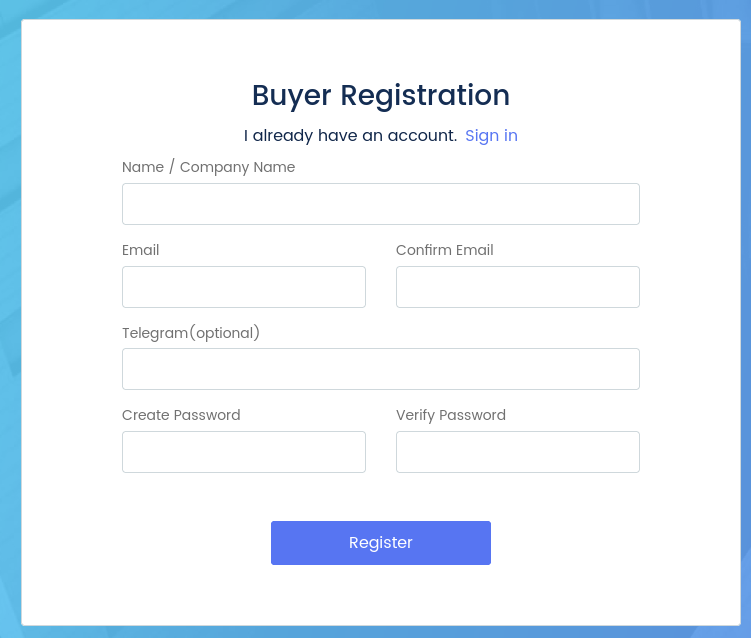 Buyer Registration
I already have an account. Sign in
Name / Company Name
Email
Confirm Email
Telegram(optional)
Create Password
Verify Password
Register